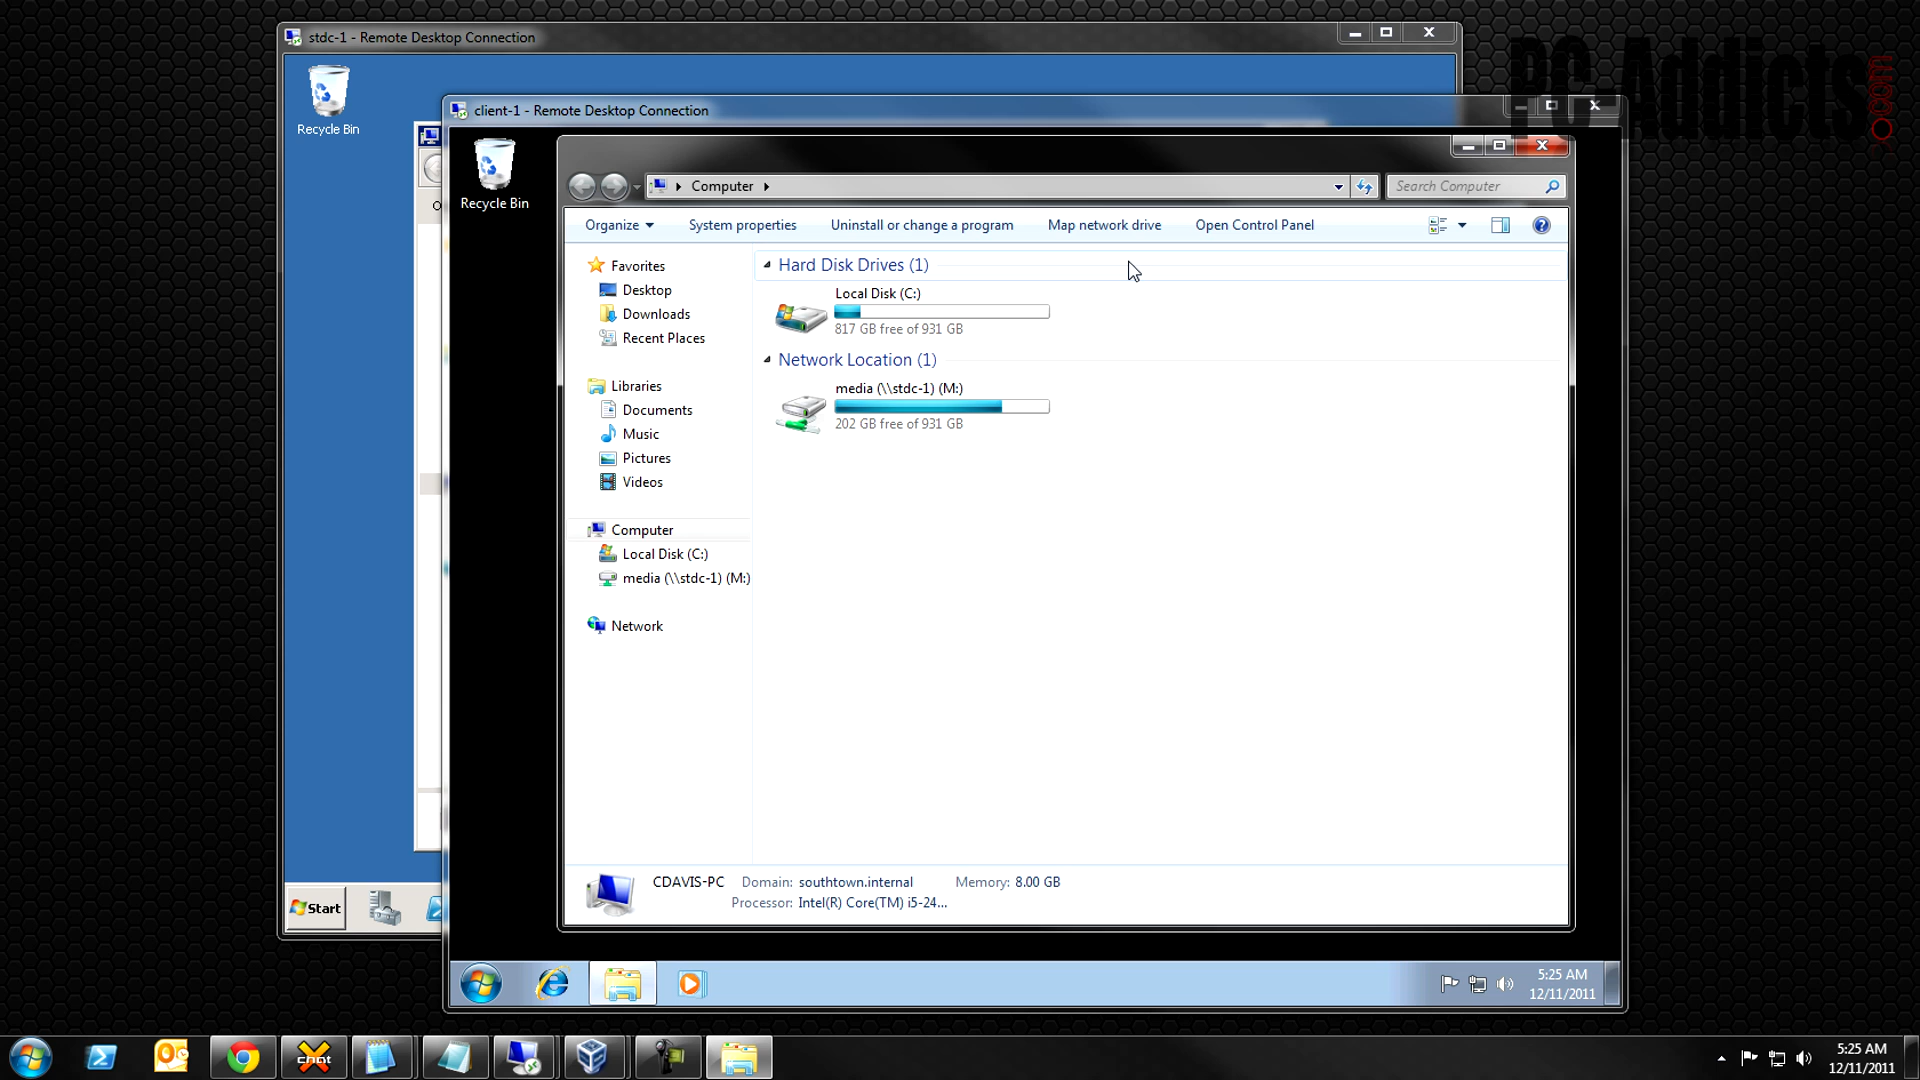 stdc-1 - Remote Desktop Connection
PC-Addicts.com
Recycle Bin
client-1 - Remote Desktop Connection
Recycle Bin
Computer
Search Computer
Organize
System properties
Uninstall or change a program
Map network drive
Open Control Panel
Favorites
Desktop
Downloads
Recent Places
Libraries
Documents
Music
Pictures
Videos
Computer
Local Disk (C:)
media (\\stdc-1) (M:)
Network
Hard Disk Drives (1)
Local Disk (C:)
817 GB free of 931 GB
Network Location (1)
media (\\stdc-1) (M:)
202 GB free of 931 GB
CDAVIS-PC Domain: southtown.internal Memory: 8.00 GB
Processor: Intel(R) Core(TM) i5-24...
Start
5:25 AM
12/11/2011
chat
5:25 AM
12/11/2011